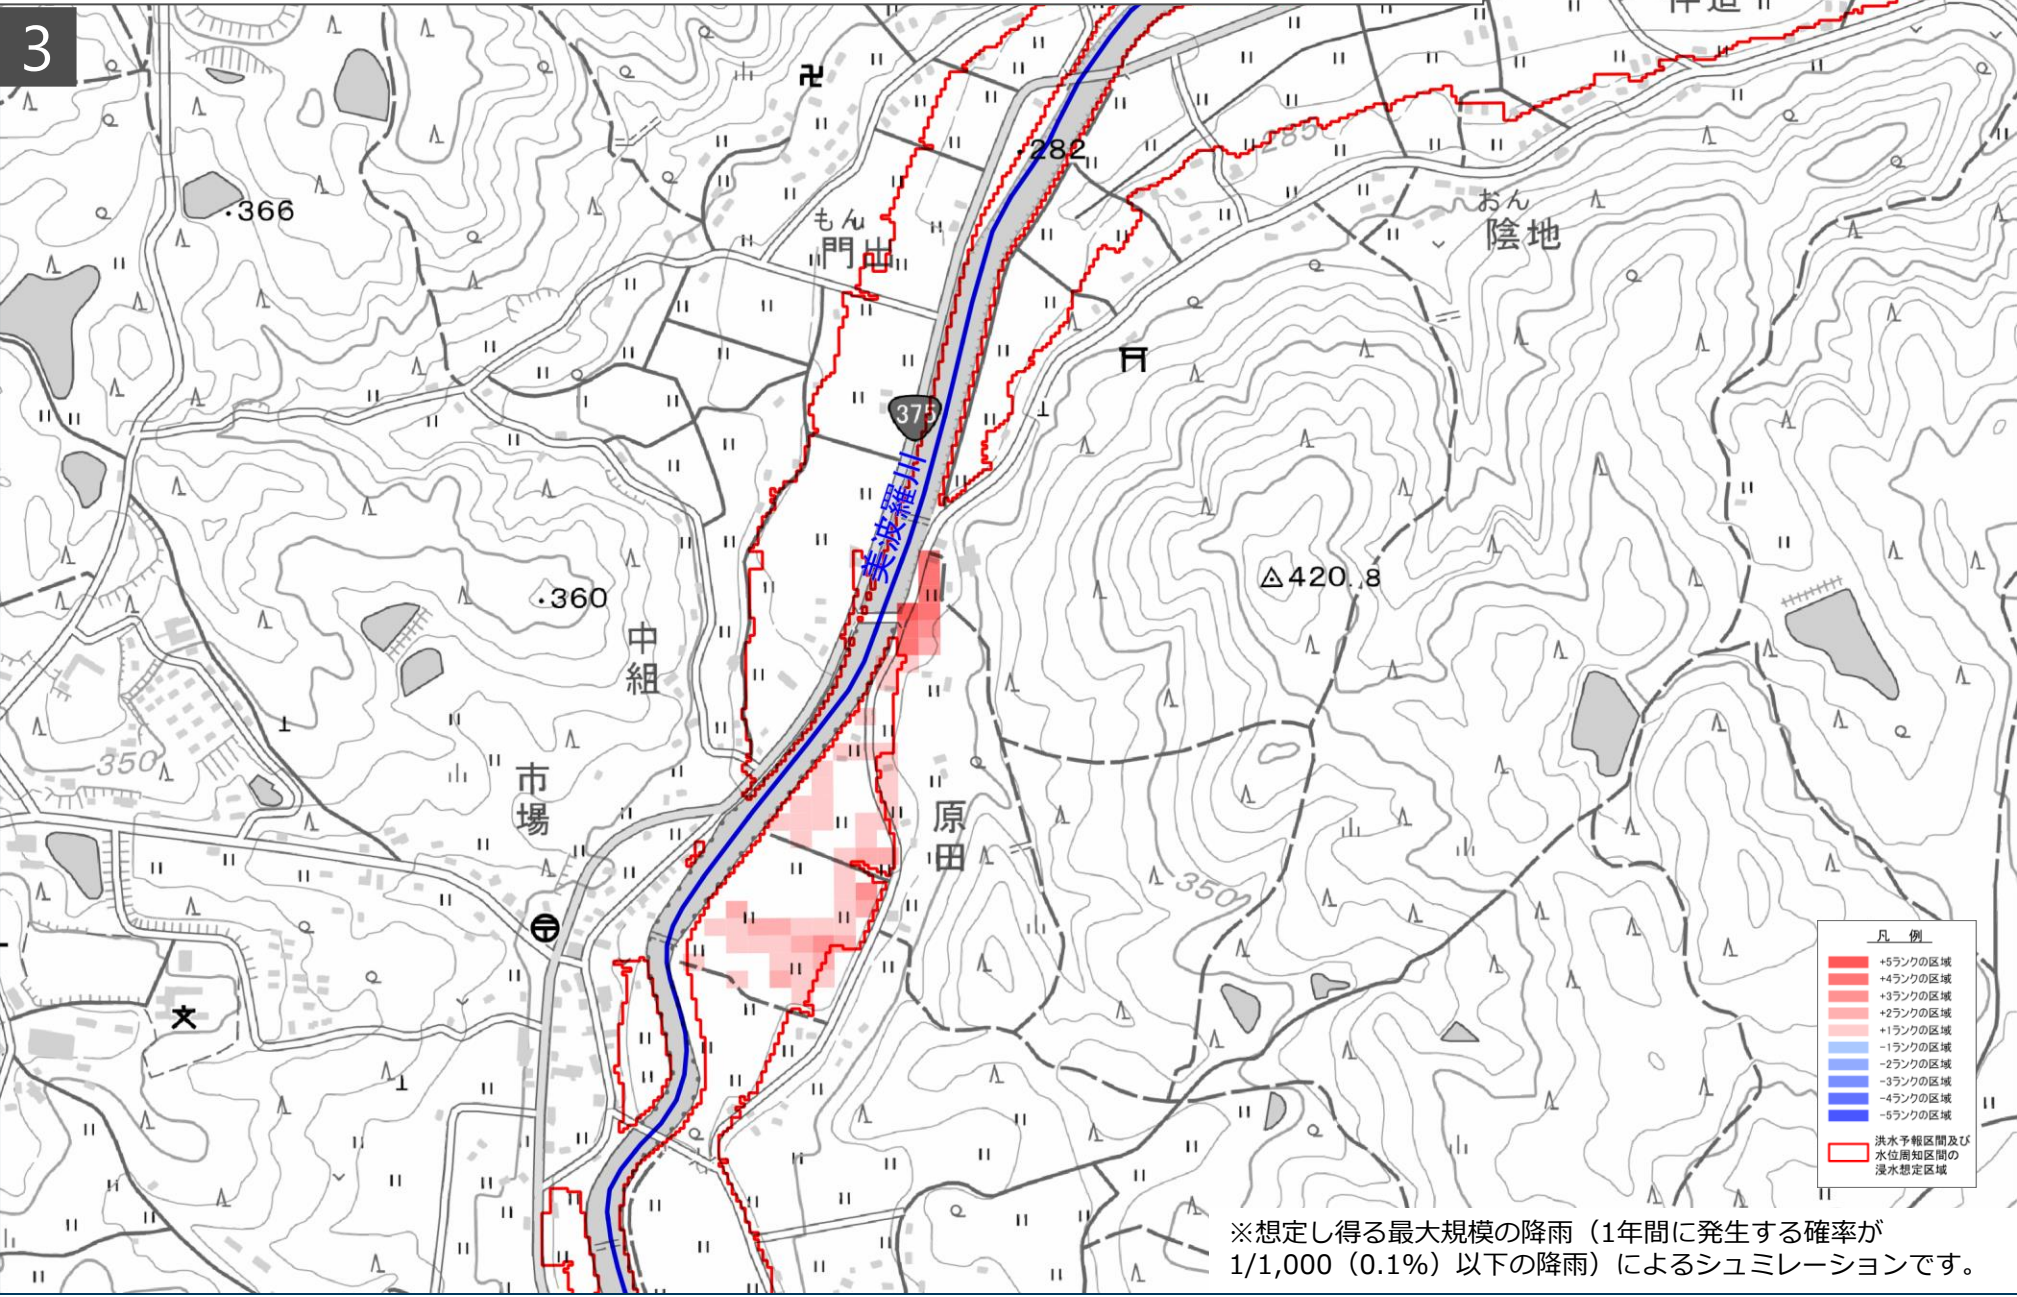 3
282
285
・366
もん
門出
おん
陰地
375
美波羅川
・360
中組
420.8
350
市場
原田
350
凡 例
+5ランクの区域
+4ランクの区域
+3ランクの区域
+2ランクの区域
+1ランクの区域
-1ランクの区域
-2ランクの区域
-3ランクの区域
-4ランクの区域
-5ランクの区域
洪水予報区間及び
水位周知区間の
浸水想定区域
※想定し得る最大規模の降雨（1年間に発生する確率が
1/1,000（0.1%）以下の降雨）によるシュミレーションです。